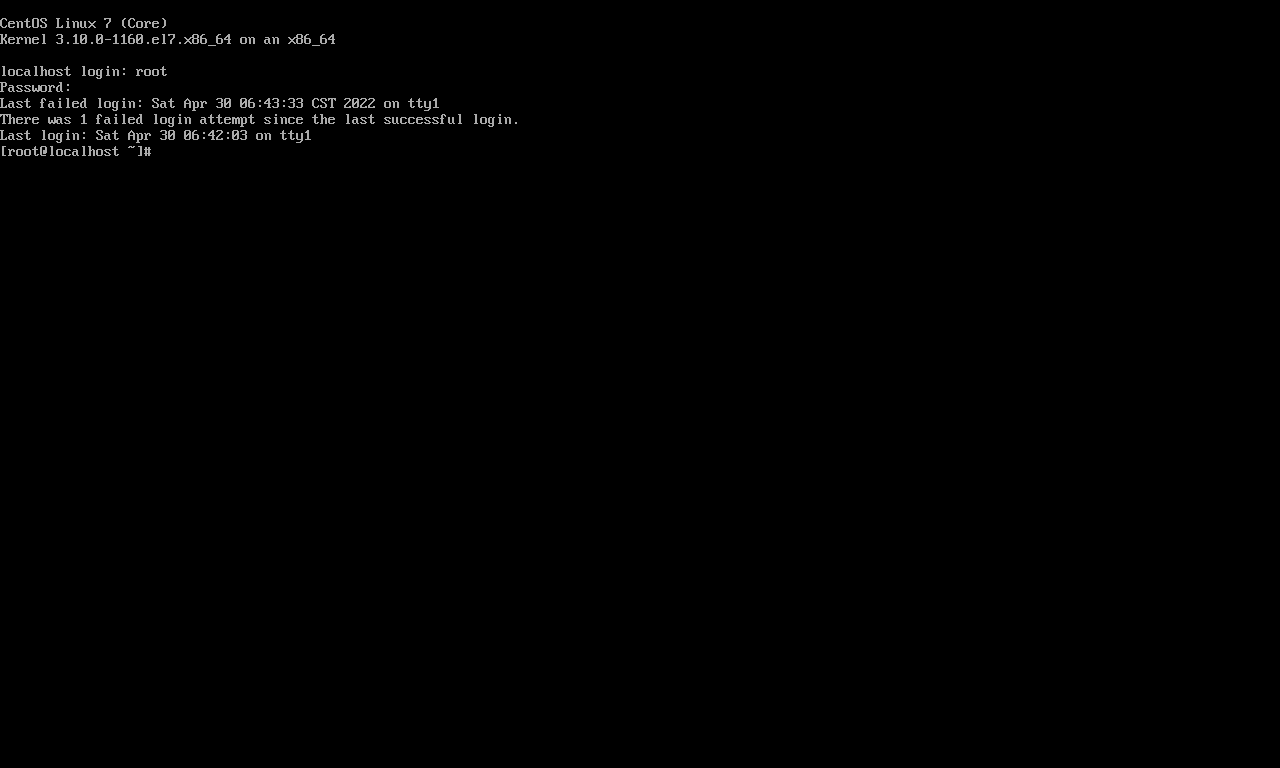 CentOS Linux 7 (Core)
Kernel 3.10.0-1160.el7.x86_64 on an x86_64
localhost login: root
Password:
Last failed login: Sat Apr 30 06:43:33 CST 2022 on tty1
There was 1 failed login attempt since the last successful login.
Last login: Sat Apr 30 06:42:03 on tty1
[root@localhost ~]#